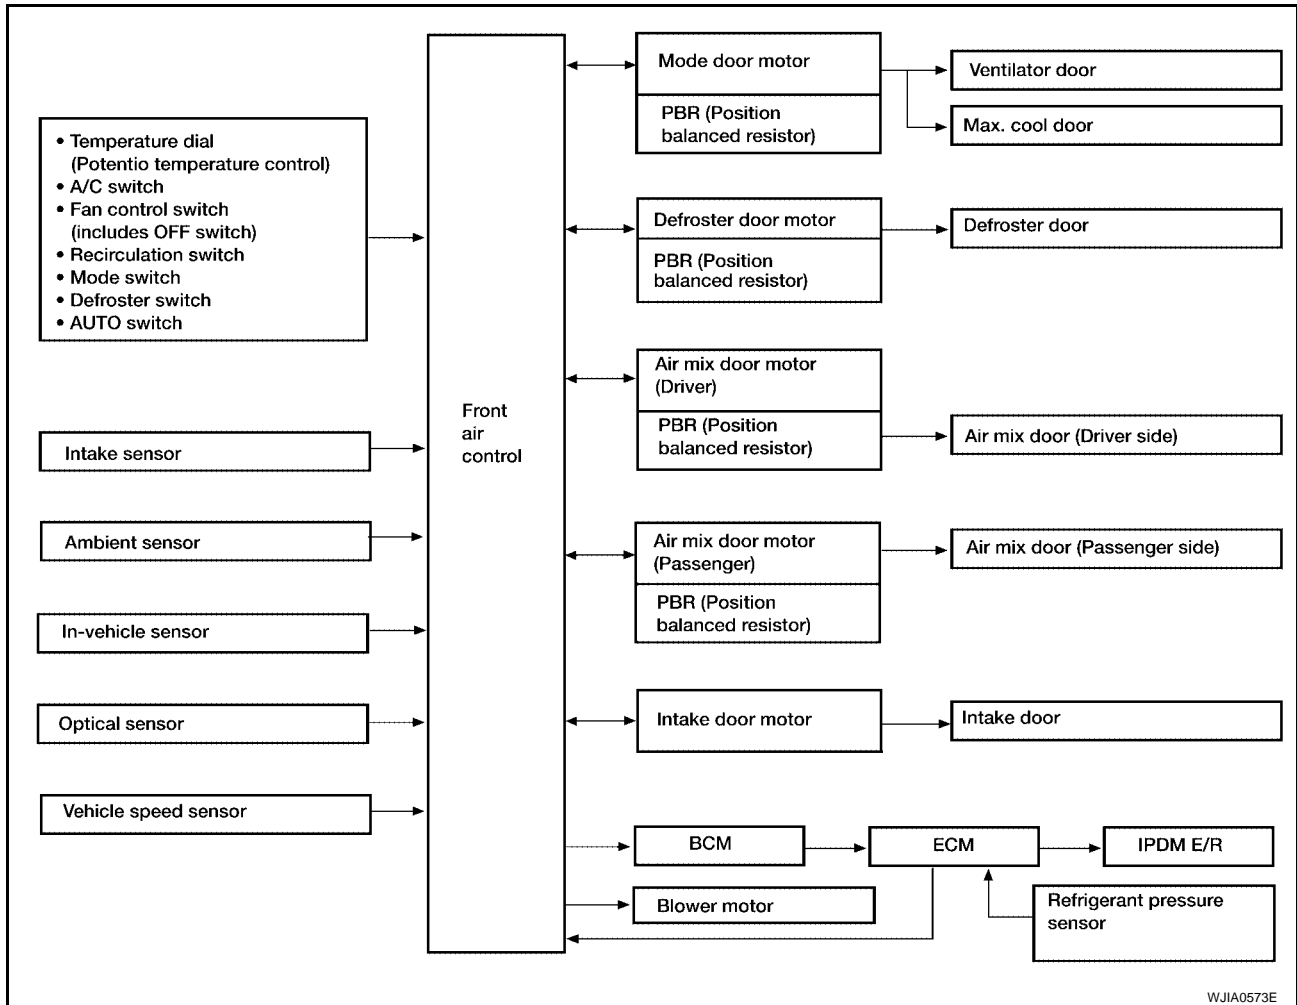 • Temperature dial
(Potentio temperature control)
• A/C switch
• Fan control switch
(includes OFF switch)
• Recirculation switch
• Mode switch
• Defroster switch
• AUTO switch
Intake sensor
Ambient sensor
In-vehicle sensor
Optical sensor
Vehicle speed sensor
Front
air
control
Mode door motor
PBR (Position
balanced resistor)
Ventilator door
Max. cool door
Defroster door motor
PBR (Position
balanced resistor)
Defroster door
Air mix door motor
(Driver)
PBR (Position
balanced resistor)
Air mix door (Driver side)
Air mix door motor
(Passenger)
PBR (Position
balanced resistor)
Air mix door (Passenger side)
Intake door motor
Intake door
BCM
ECM
IPDM E/R
Blower motor
Refrigerant pressure
sensor
WJIA0573E